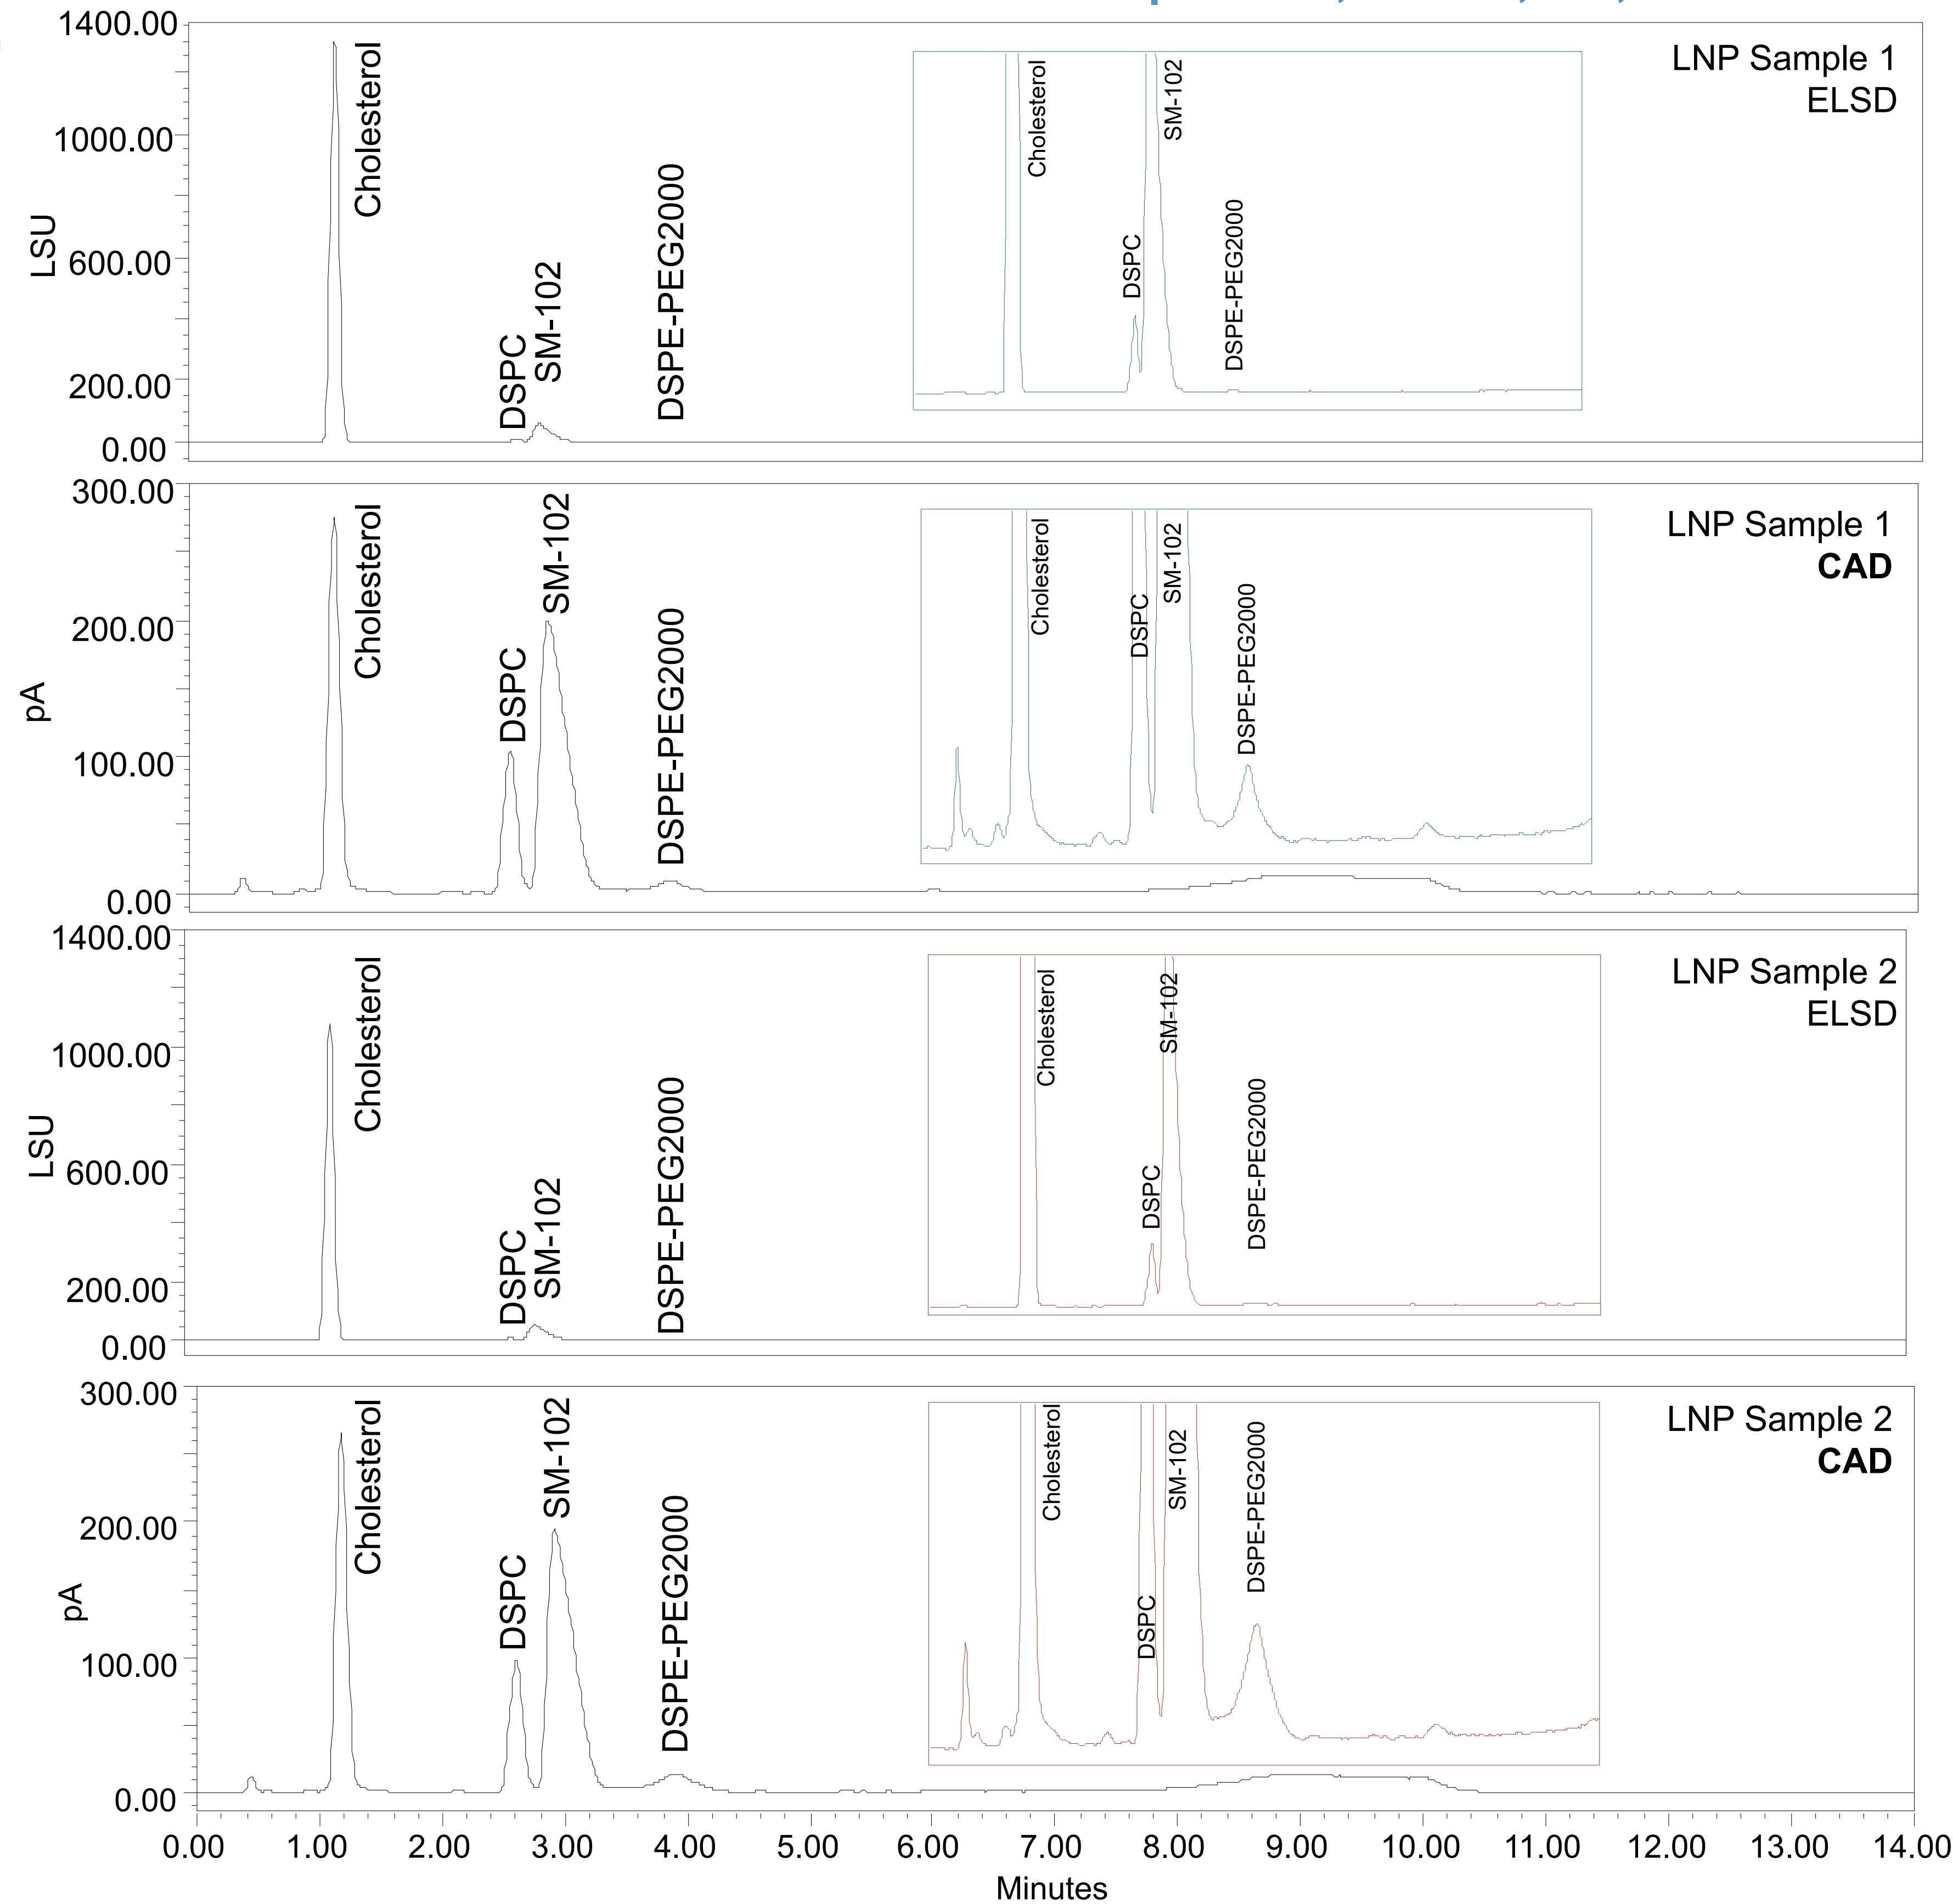 1400.00
1000.00
600.00
200.00
0.00
LSU
Cholesterol
DSPC
SM-102
DSPE-PEG2000
Cholesterol
DSPC
SM-102
DSPE-PEG2000
LNP Sample 1
ELSD
300.00
200.00
100.00
0.00
pA
Cholesterol
DSPC
SM-102
DSPE-PEG2000
Cholesterol
DSPC
SM-102
DSPE-PEG2000
LNP Sample 1
CAD
1400.00
1000.00
600.00
200.00
0.00
LSU
Cholesterol
DSPC
SM-102
DSPE-PEG2000
Cholesterol
DSPC
SM-102
DSPE-PEG2000
LNP Sample 2
ELSD
300.00
200.00
100.00
0.00
pA
Cholesterol
DSPC
SM-102
DSPE-PEG2000
Cholesterol
DSPC
SM-102
DSPE-PEG2000
LNP Sample 2
CAD
0.00 1.00 2.00 3.00 4.00 5.00 6.00 7.00 8.00 9.00 10.00 11.00 12.00 13.00 14.00
Minutes